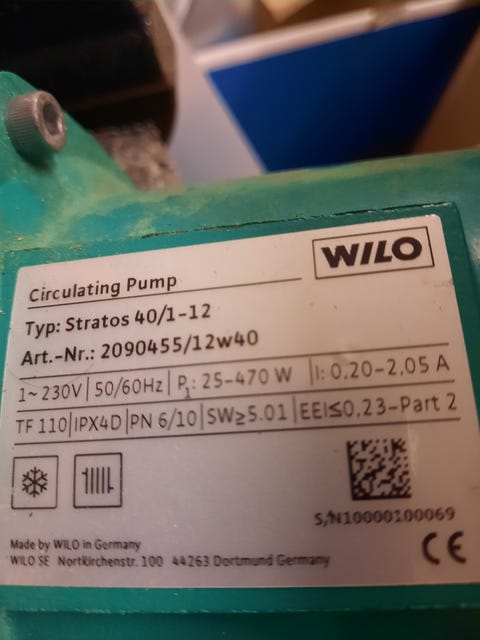 WILO
Circulating Pump
Typ: Stratos 40/1-12
Art.-Nr.: 2090455/12w40
1~230V 50/60Hz P1: 25-470 W I: 0,20-2,05 A
TF 110 IPX4D PN 6/10 SW≥5.01 EEI≤0,23-Part 2
S/N10000100069
Made by WILO in Germany
WILO SE Nortkirchenstr. 100 44263 Dortmund Germany
CE